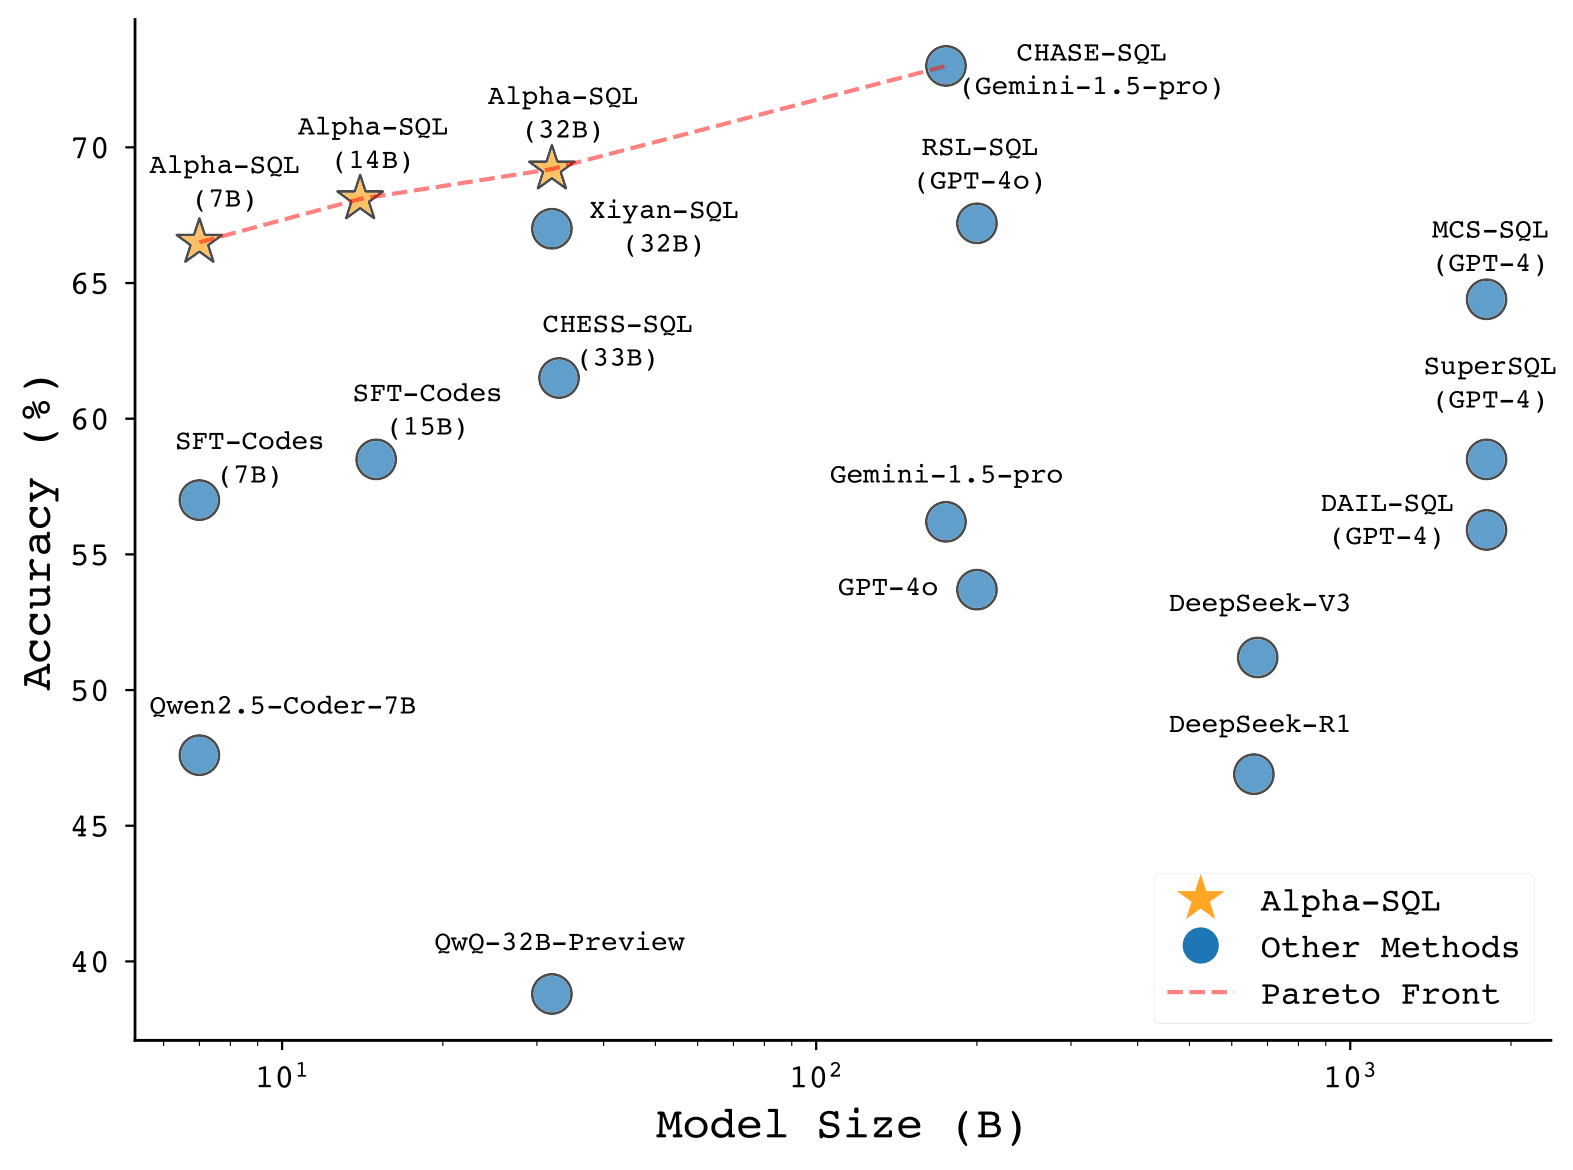 CHASE-SQL
(Gemini-1.5-pro)
Alpha-SQL
(32B)
Alpha-SQL
(14B)
Alpha-SQL
(7B)
RSL-SQL
(GPT-4o)
Xiyan-SQL
(32B)
MCS-SQL
(GPT-4)
CHESS-SQL
(33B)
SuperSQL
(GPT-4)
SFT-Codes
(15B)
SFT-Codes
(7B)
Gemini-1.5-pro
DAIL-SQL
(GPT-4)
GPT-4o
DeepSeek-V3
Qwen2.5-Coder-7B
DeepSeek-R1
QwQ-32B-Preview
Alpha-SQL
Other Methods
Pareto Front
70
65
60
55
50
45
40
Accuracy (%)
10¹
10²
10³
Model Size (B)